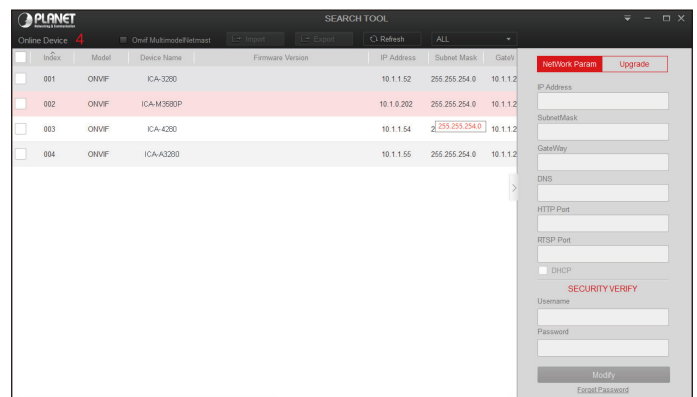 PLANET
Networking & Communication
SEARCH TOOL
Online Device 4
Onvif MultimodelNetmast
Import
Export
Refresh
ALL
Index Model Device Name Firmware Version IP Address Subnet Mask GateW
001 ONVIF ICA-3280 10.1.1.52 255.255.254.0 10.1.1.2
002 ONVIF ICA-M3580P 10.1.0.202 255.255.254.0 10.1.1.2
003 ONVIF ICA-4280 10.1.1.54 2 255.255.254.0 10.1.1.2
004 ONVIF ICA-A3280 10.1.1.55 255.255.254.0 10.1.1.2
NetWork Param
Upgrade
IP Address
SubnetMask
GateWay
DNS
HTTP Port
RTSP Port
DHCP
SECURITY VERIFY
Username
Password
Modify
Forget Password